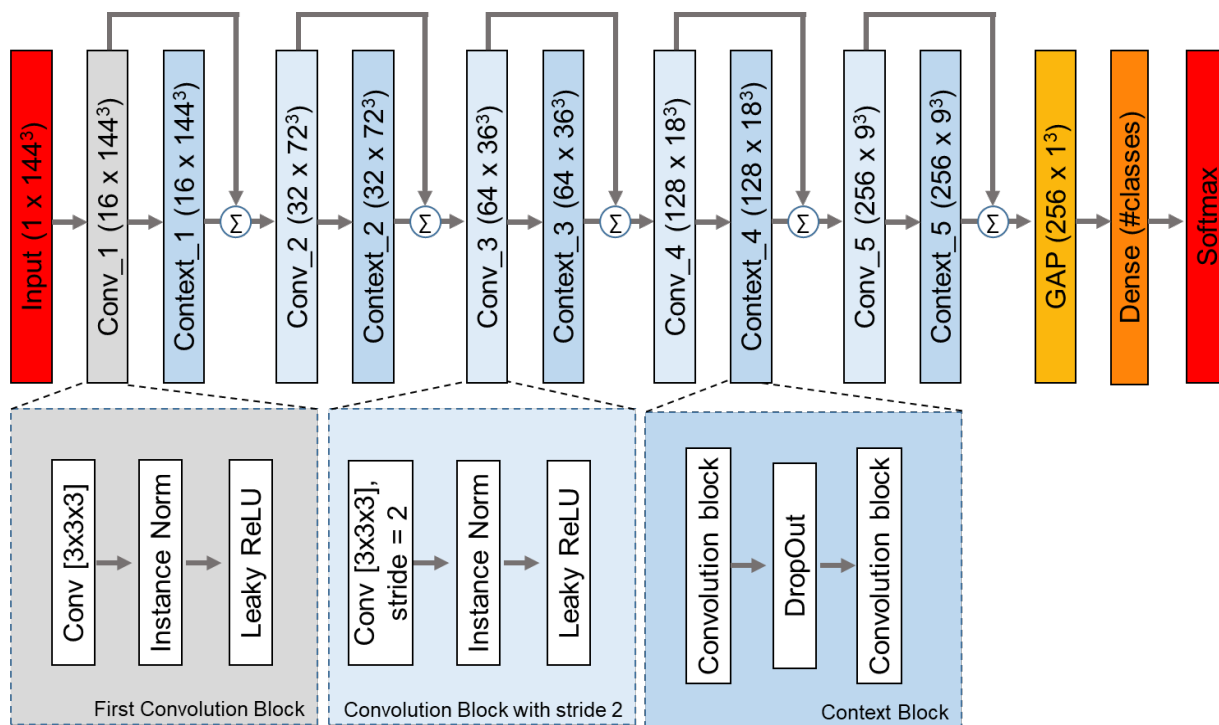 Input (1 x 144³)
Conv_1 (16 x 144³)
Context_1 (16 x 144³)
Σ
Conv_2 (32 x 72³)
Context_2 (32 x 72³)
Σ
Conv_3 (64 x 36³)
Context_3 (64 x 36³)
Σ
Conv_4 (128 x 18³)
Context_4 (128 x 18³)
Σ
Conv_5 (256 x 9³)
Context_5 (256 x 9³)
Σ
GAP (256 x 1³)
Dense (#classes)
Softmax
Conv [3x3x3]
Instance Norm
Leaky ReLU
First Convolution Block
Conv [3x3x3],
stride = 2
Instance Norm
Leaky ReLU
Convolution Block with stride 2
Convolution block
DropOut
Convolution block
Context Block